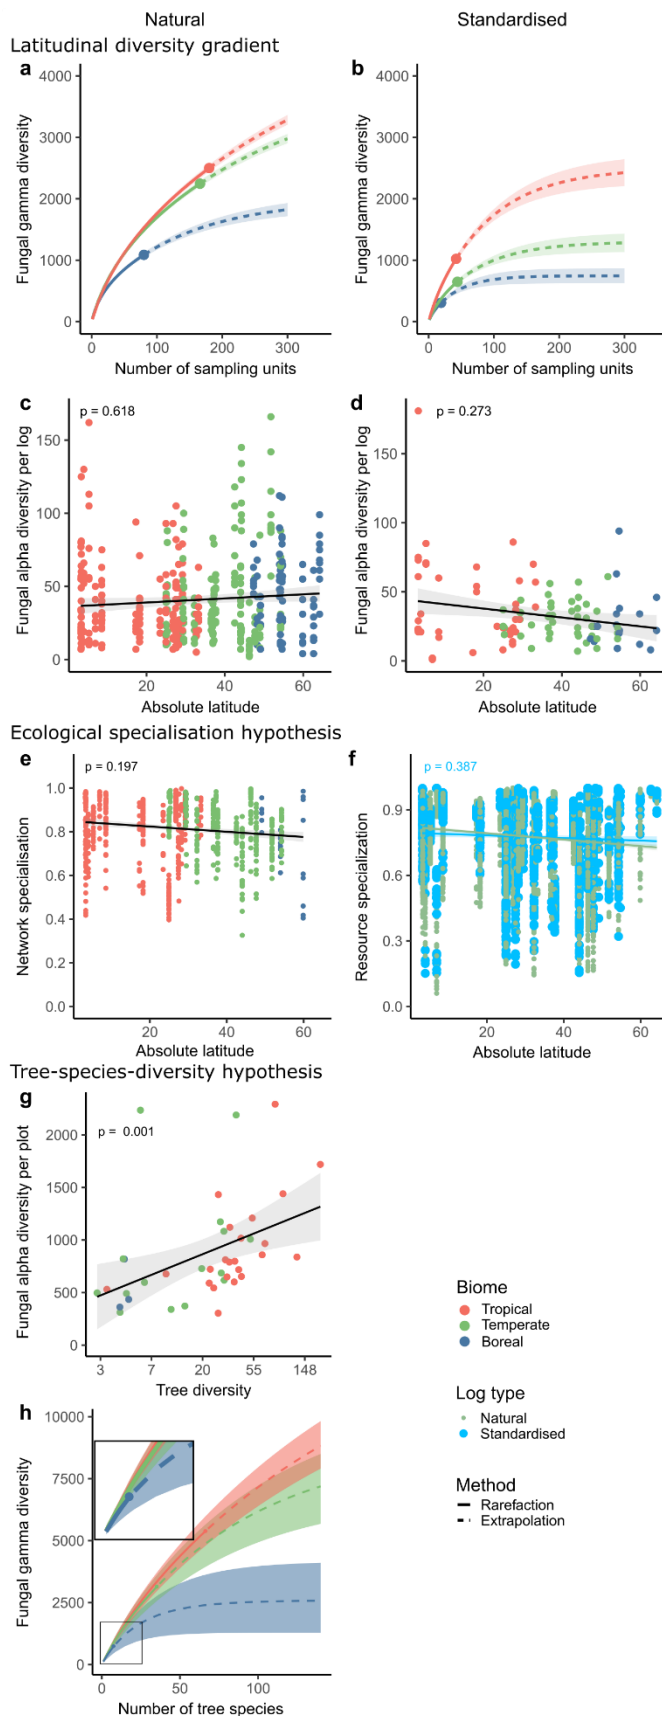 Natural
Standardised
Latitudinal diversity gradient
a
b
4000
3000
2000
1000
0
Fungal gamma diversity
0 100 200 300
Number of sampling units
4000
3000
2000
1000
0
Fungal gamma diversity
0 100 200 300
Number of sampling units
c
p = 0.618
150
100
50
0
Fungal alpha diversity per log
20 40 60
Absolute latitude
d
p = 0.273
150
100
50
0
Fungal alpha diversity per log
20 40 60
Absolute latitude
Ecological specialisation hypothesis
e
p = 0.197
1.0
0.8
0.6
0.4
0.2
0.0
Network specialisation
20 40 60
Absolute latitude
f
p = 0.387
0.9
0.6
0.3
0.0
Resource specialization
20 40 60
Absolute latitude
Tree-species-diversity hypothesis
g
p = 0.001
2000
1500
1000
500
0
Fungal alpha diversity per plot
3 7 20 55 148
Tree diversity
h
10000
7500
5000
2500
0
Fungal gamma diversity
0 50 100
Number of tree species
Biome
Tropical
Temperate
Boreal
Log type
Natural
Standardised
Method
Rarefaction
Extrapolation